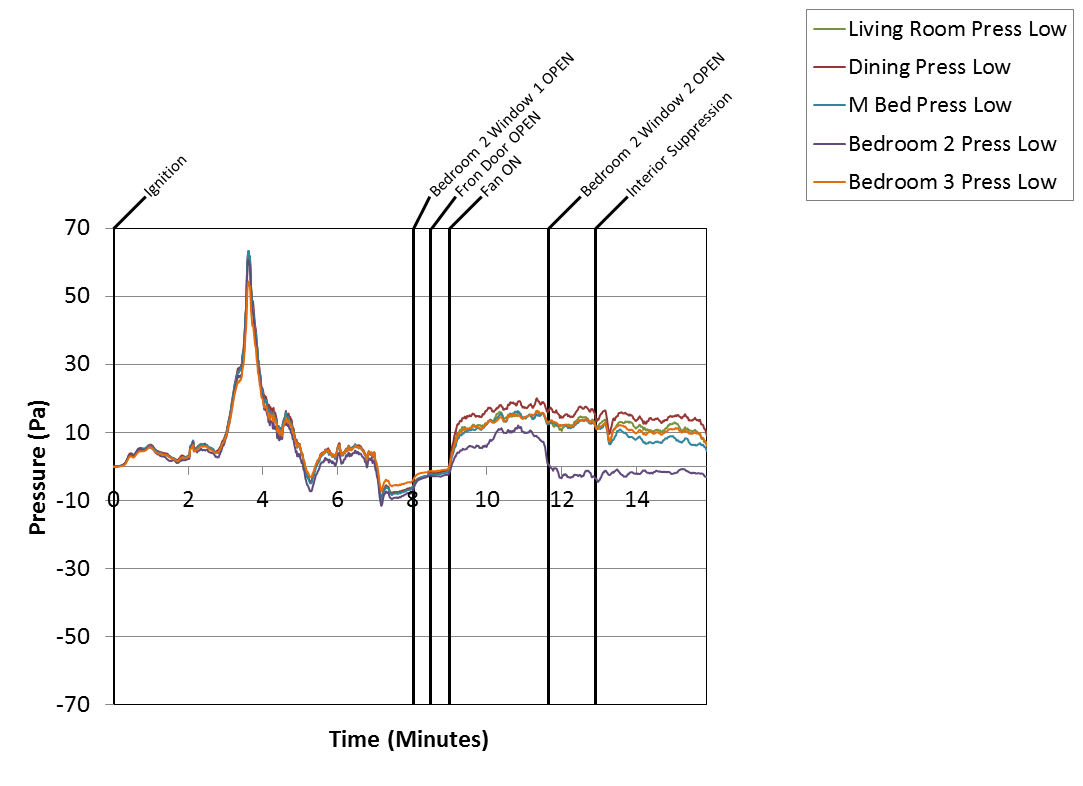 Living Room Press Low
Dining Press Low
M Bed Press Low
Bedroom 2 Press Low
Bedroom 3 Press Low
Ignition
Bedroom 2 Window 1 OPEN
Fron Door OPEN
Fan ON
Bedroom 2 Window 2 OPEN
Interior Suppression
70
50
30
10
-10
-30
-50
-70
0 2 4 6 8 10 12 14
Pressure (Pa)
Time (Minutes)